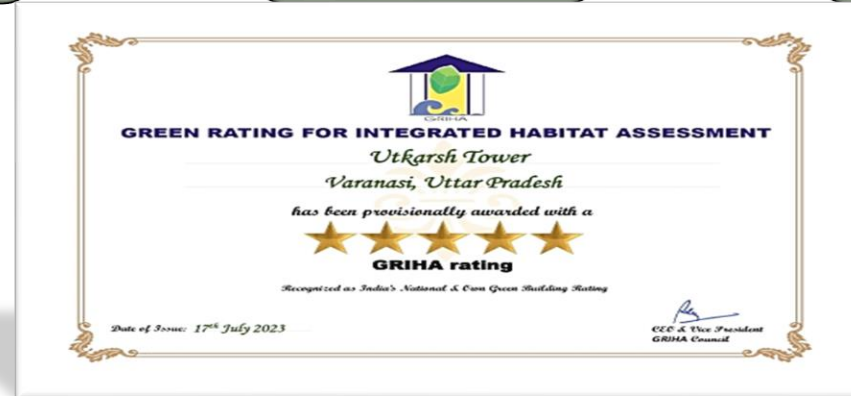 GRIHA
GREEN RATING FOR INTEGRATED HABITAT ASSESSMENT
Utkarsh Tower
Varanasi, Uttar Pradesh
has been provisionally awarded with a
GRIHA rating
Recognized as India's National & Own Green Building Rating
Date of Issue: 17th July 2023
CEO & Vice President
GRIHA Council